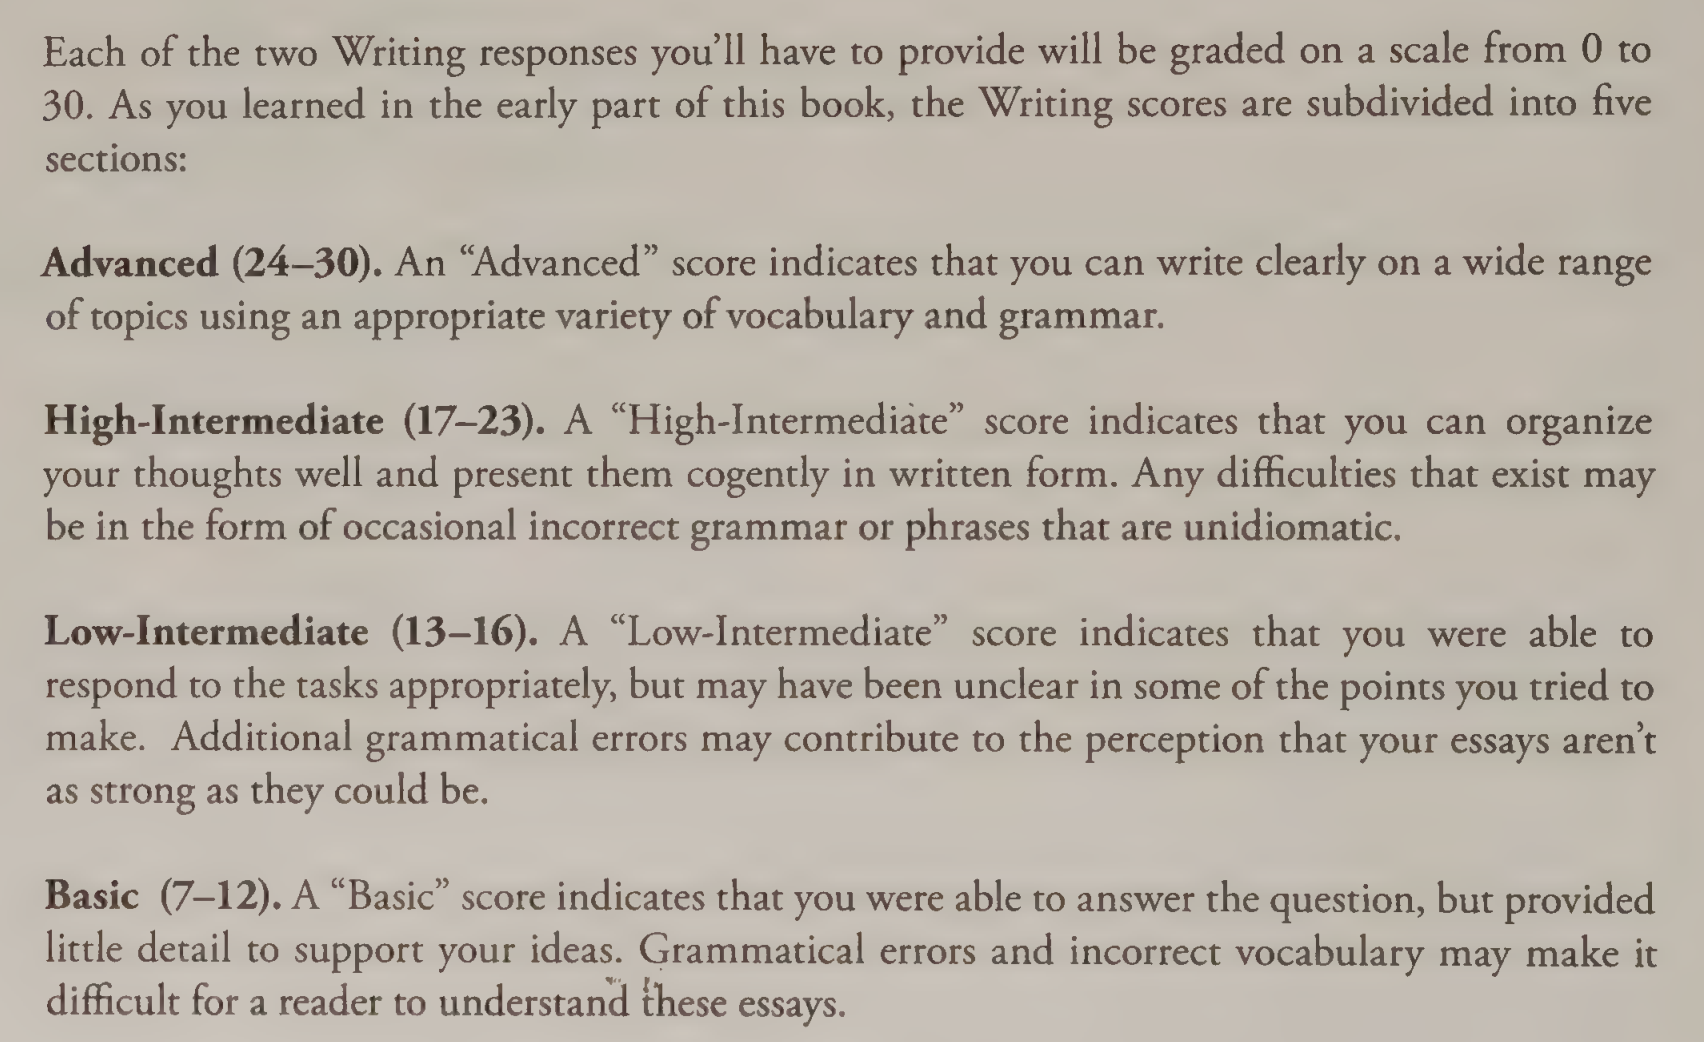 Each of the two Writing responses you’ll have to provide will be graded on a scale from 0 to
30. As you learned in the early part of this book, the Writing scores are subdivided into five
sections:
Advanced (24–30). An “Advanced” score indicates that you can write clearly on a wide range
of topics using an appropriate variety of vocabulary and grammar.
High-Intermediate (17–23). A “High-Intermediate” score indicates that you can organize
your thoughts well and present them cogently in written form. Any difficulties that exist may
be in the form of occasional incorrect grammar or phrases that are unidiomatic.
Low-Intermediate (13–16). A “Low-Intermediate” score indicates that you were able to
respond to the tasks appropriately, but may have been unclear in some of the points you tried to
make. Additional grammatical errors may contribute to the perception that your essays aren’t
as strong as they could be.
Basic (7–12). A “Basic” score indicates that you were able to answer the question, but provided
little detail to support your ideas. Grammatical errors and incorrect vocabulary may make it
difficult for a reader to understand these essays.